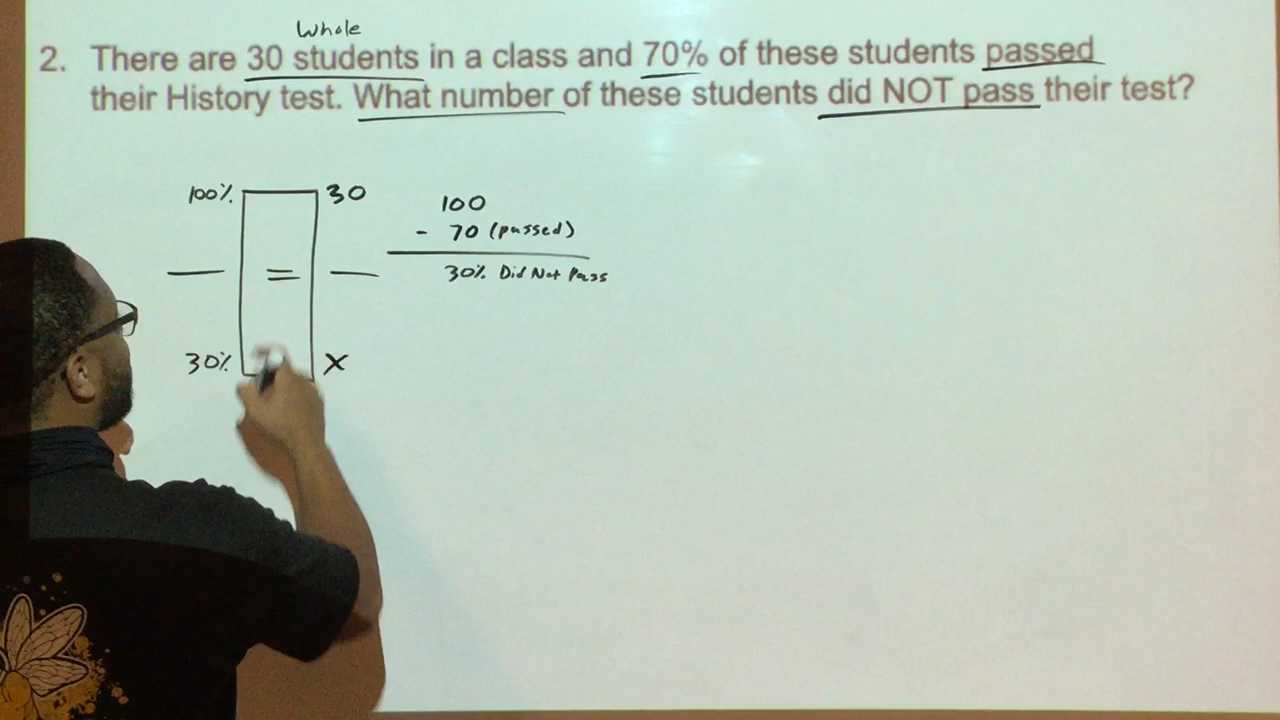 Whole
2. There are 30 students in a class and 70% of these students passed
their History test. What number of these students did NOT pass their test?
100% 30
100
- 70 (passed)
=
30% Did Not Pass
30% x